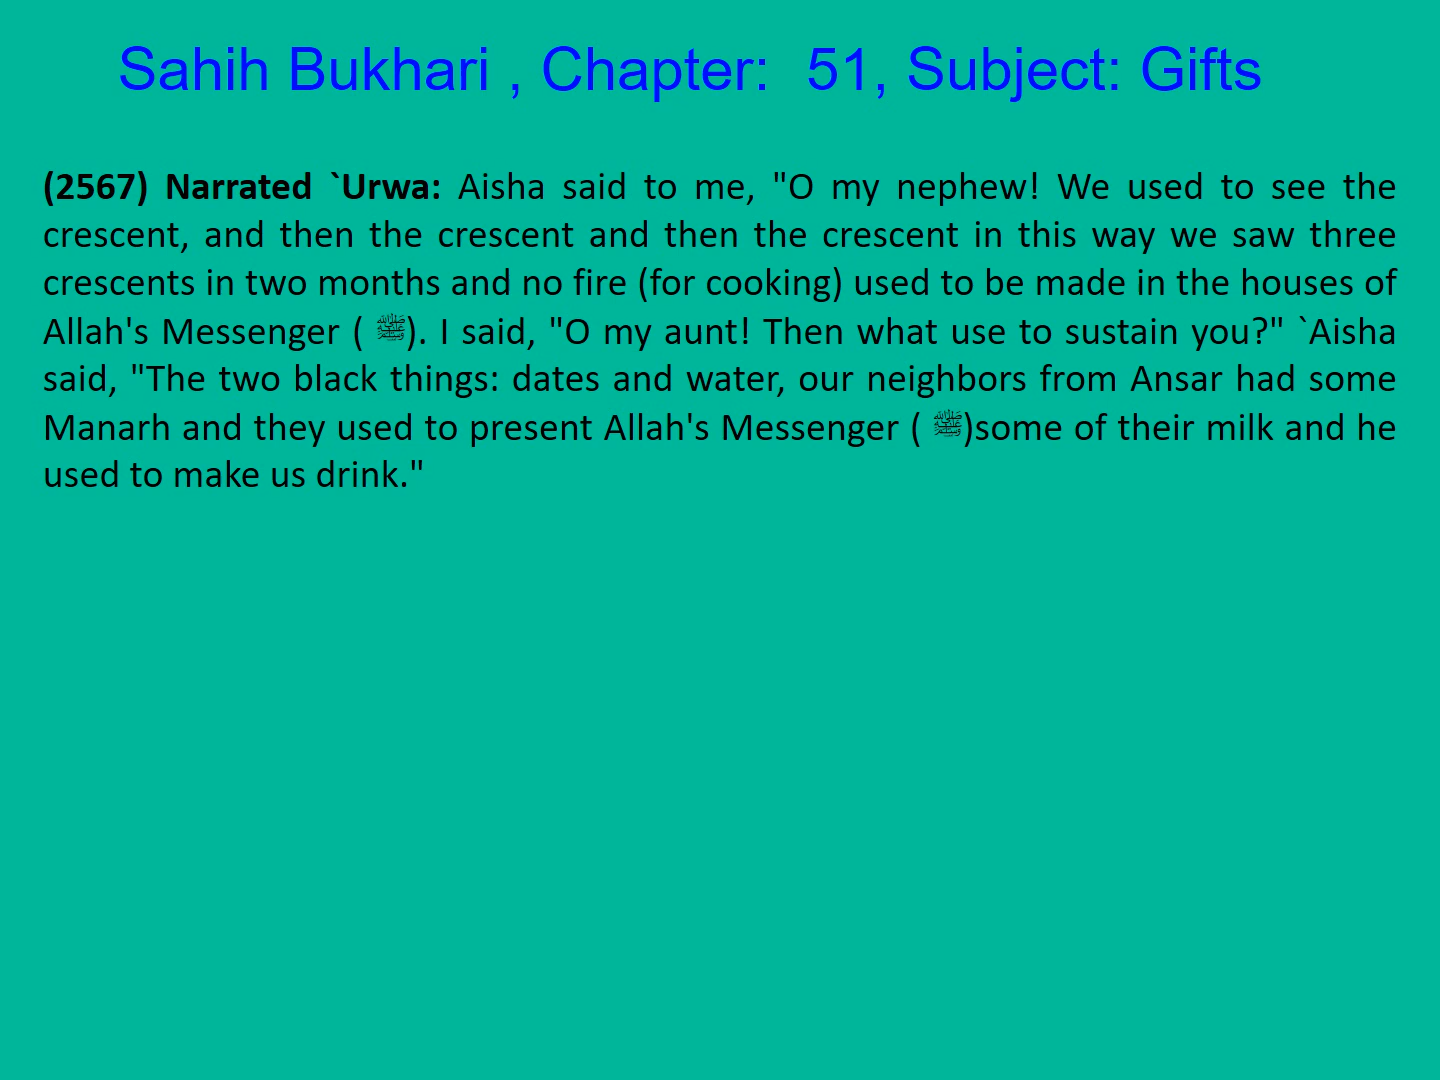 Sahih Bukhari , Chapter:  51, Subject: Gifts
(2567) Narrated `Urwa: Aisha said to me, "O my nephew! We used to see the
crescent, and then the crescent and then the crescent in this way we saw three
crescents in two months and no fire (for cooking) used to be made in the houses of
Allah's Messenger ( ﷺ). I said, "O my aunt! Then what use to sustain you?" `Aisha
said, "The two black things: dates and water, our neighbors from Ansar had some
Manarh and they used to present Allah's Messenger ( ﷺ)some of their milk and he
used to make us drink."